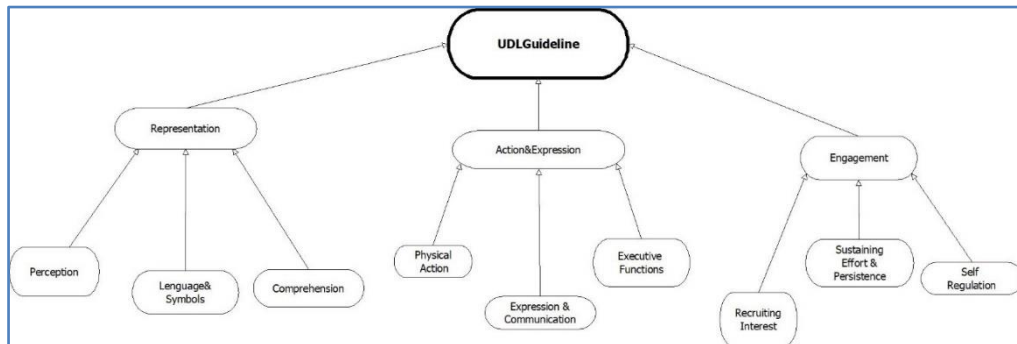 UDLGuideline
Representation
Action&Expression
Engagement
Perception
Lenguage&
Symbols
Comprehension
Physical
Action
Expression &
Communication
Executive
Functions
Recruiting
Interest
Sustaining
Effort &
Persistence
Self
Regulation